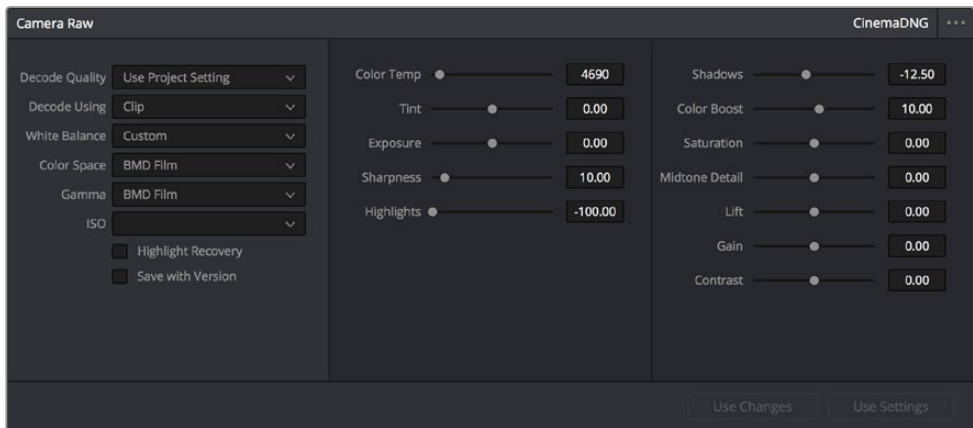 Camera Raw
CinemaDNG
Decode Quality Use Project Setting
Decode Using Clip
White Balance Custom
Color Space BMD Film
Gamma BMD Film
ISO
Highlight Recovery
Save with Version
Color Temp 4690
Tint 0.00
Exposure 0.00
Sharpness 10.00
Highlights -100.00
Shadows -12.50
Color Boost 10.00
Saturation 0.00
Midtone Detail 0.00
Lift 0.00
Gain 0.00
Contrast 0.00
Use Changes
Use Settings